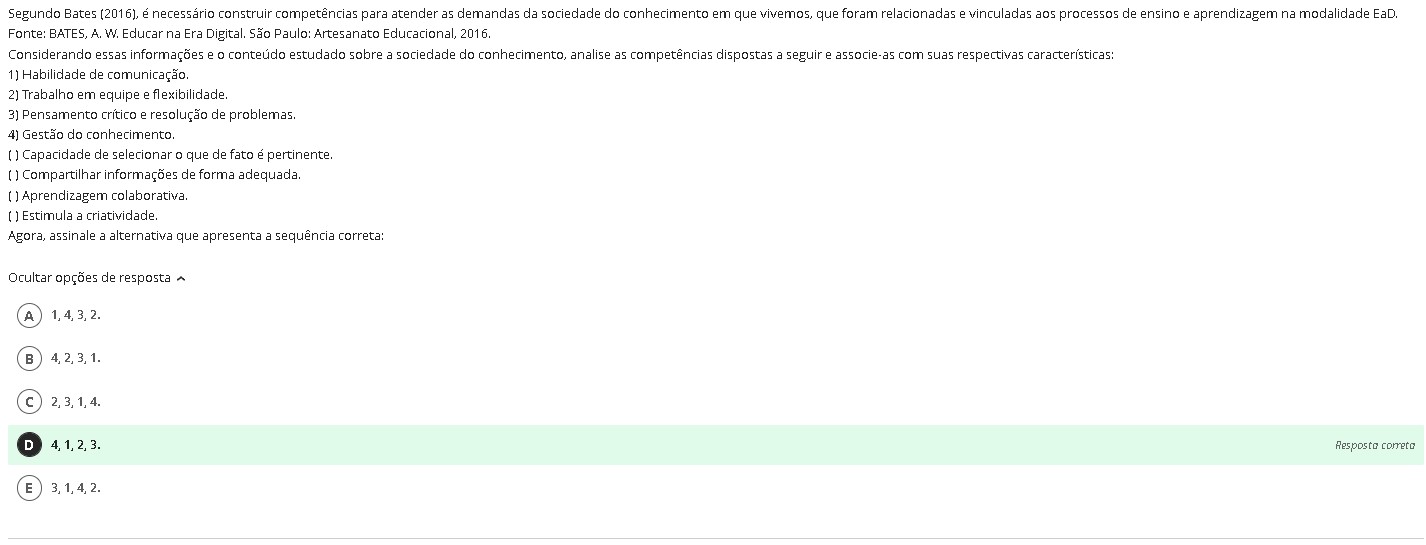 Segundo Bates (2016), é necessário construir competências para atender as demandas da sociedade do conhecimento em que vivemos, que foram relacionadas e vinculadas aos processos de ensino e aprendizagem na modalidade EaD.
Fonte: BATES, A. W. Educar na Era Digital. São Paulo: Artesanato Educacional, 2016.
Considerando essas informações e o conteúdo estudado sobre a sociedade do conhecimento, analise as competências dispostas a seguir e associe-as com suas respectivas características:
1) Habilidade de comunicação.
2) Trabalho em equipe e flexibilidade.
3) Pensamento crítico e resolução de problemas.
4) Gestão do conhecimento.
( ) Capacidade de selecionar o que de fato é pertinente.
( ) Compartilhar informações de forma adequada.
( ) Aprendizagem colaborativa.
( ) Estimula a criatividade.
Agora, assinale a alternativa que apresenta a sequência correta:
Ocultar opções de resposta
A 1, 4, 3, 2.
B 4, 2, 3, 1.
C 2, 3, 1, 4.
D 4, 1, 2, 3. Resposta correta
E 3, 1, 4, 2.